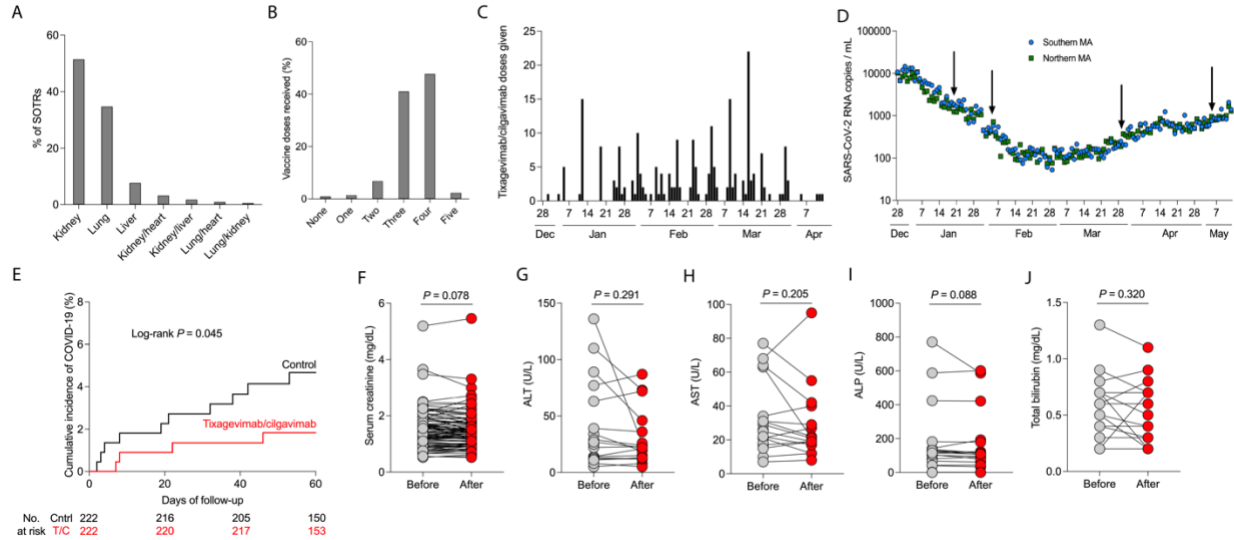 A
% of SOTRs
60
40
20
0
Kidney
Lung
Liver
Kidney/heart
Kidney/liver
Lung/heart
Lung/kidney
B
Vaccine doses received (%)
60
40
20
0
None
One
Two
Three
Four
Five
C
Tixagevimab/cilgavimab doses given
25
20
15
10
5
0
28 7 14 21 28 7 14 21 28 7 14 21 28 7 14
Dec Jan Feb Mar Apr
D
SARS-CoV-2 RNA copies / mL
Southern MA
Northern MA
10000
1000
100
10
28 7 14 21 28 7 14 21 28 7 14 21 28 7 14 21 28 7
Dec Jan Feb Mar Apr May
E
Cumulative incidence of COVID-19 (%)
8
6
4
2
0
Log-rank P = 0.045
Control
Tixagevimab/cilgavimab
0 20 40 60
Days of follow-up
No. Cntrl 222 216 205 150
at risk T/C 222 220 217 153
F
P = 0.078
Serum creatinine (mg/dL)
6
4
2
0
Before After
G
P = 0.291
ALT (U/L)
150
100
50
0
Before After
H
P = 0.205
AST (U/L)
100
80
60
40
20
0
Before After
I
P = 0.088
ALP (U/L)
1000
800
600
400
200
0
Before After
J
P = 0.320
Total bilirubin (mg/dL)
1.5
1.0
0.5
0.0
Before After